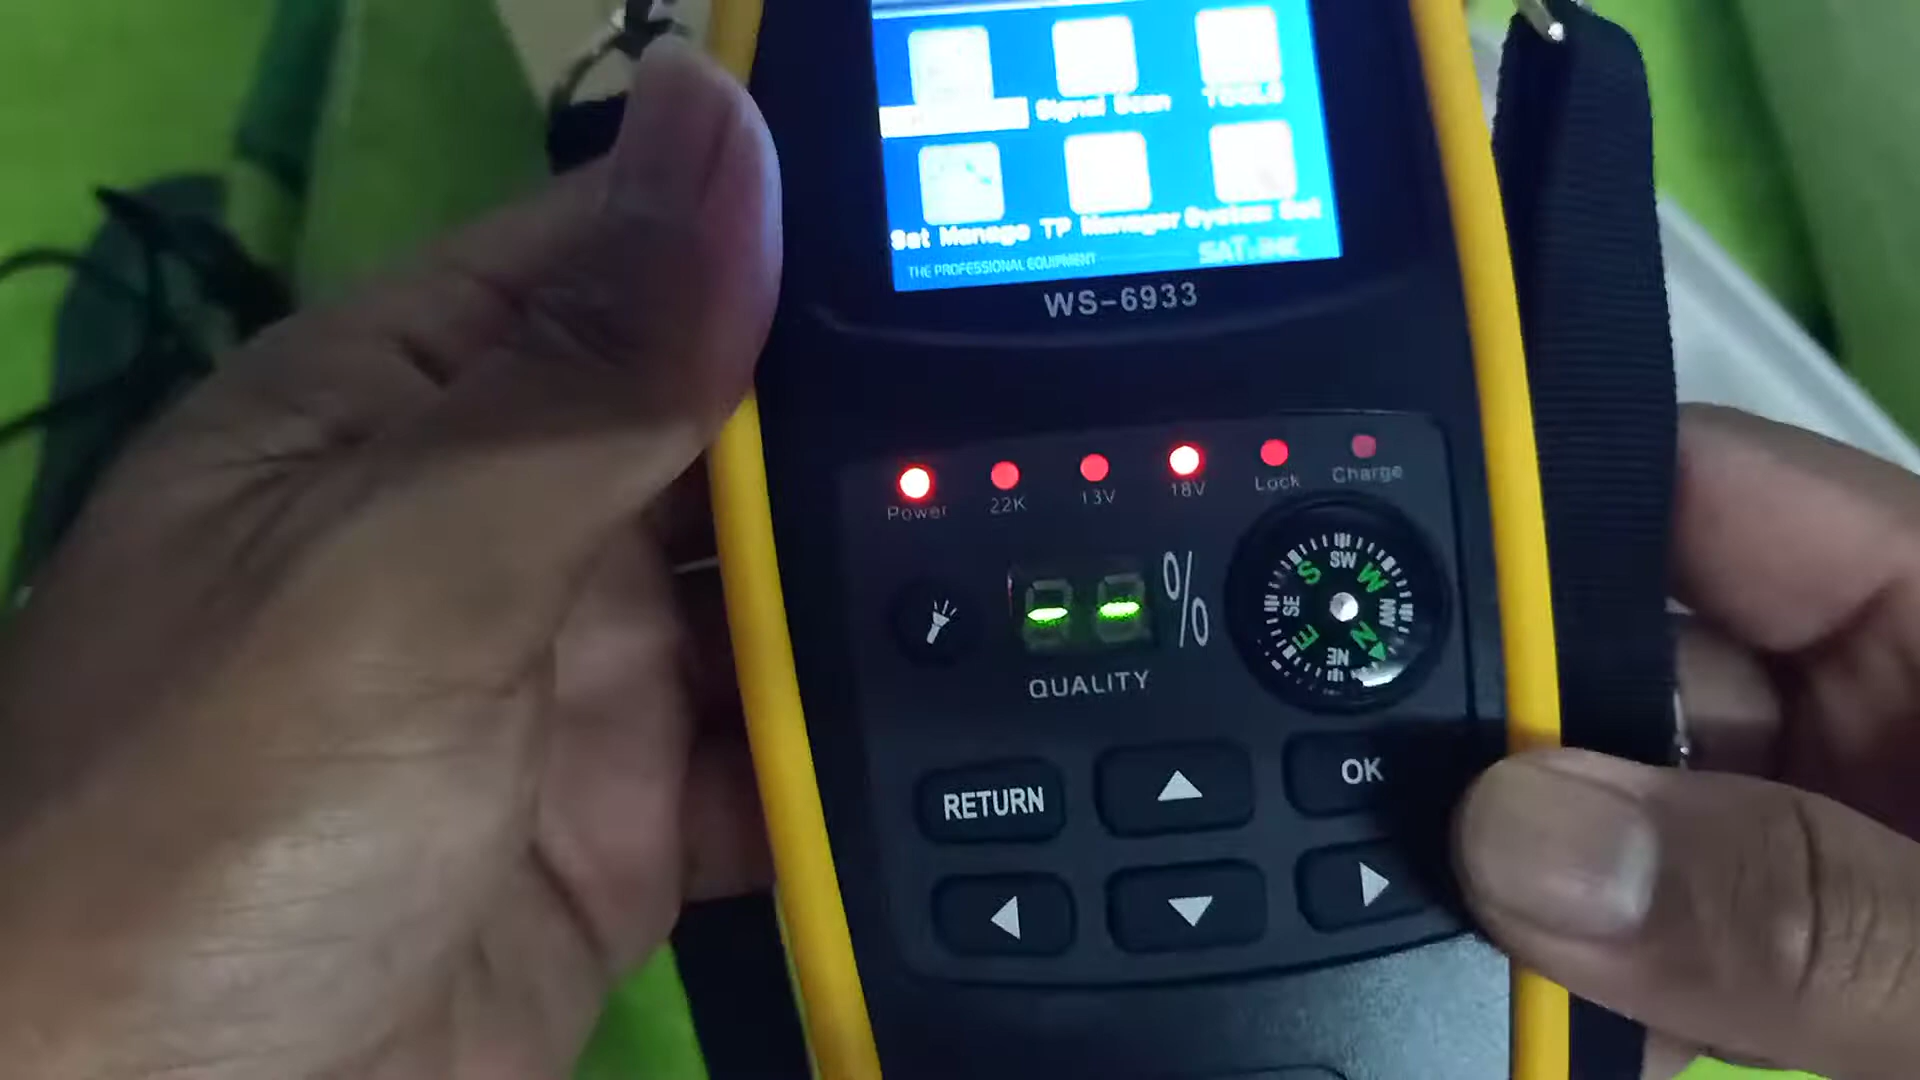 Signal Scan TOOLS
Sat Manage TP Manager System Set
THE PROFESSIONAL EQUIPMENT
WS-6933
Power 22K 13V 18V Lock Charge
-- %
QUALITY
SW
S W
SE NW
E N
NE
RETURN OK